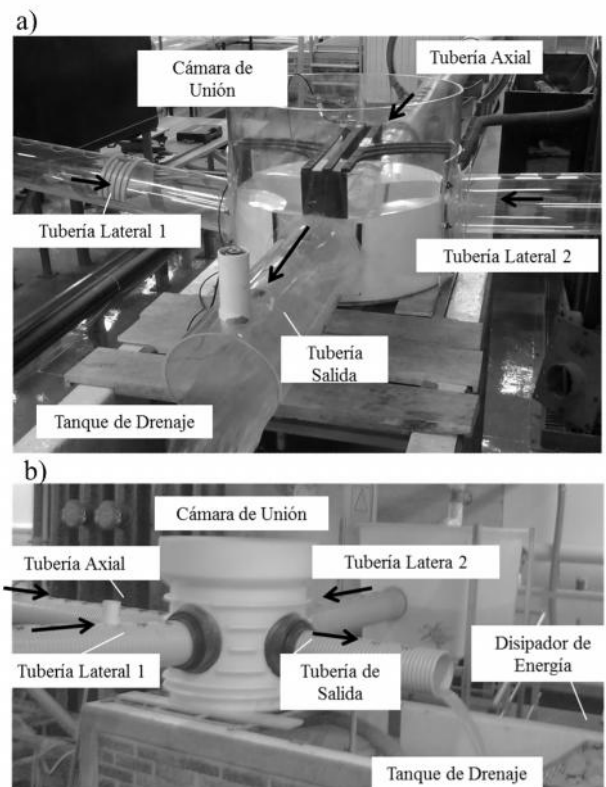 a)
Tubería Axial
Cámara de
Unión
Tubería Lateral 1
Tubería Lateral 2
Tubería
Salida
Tanque de Drenaje
b)
Cámara de Unión
Tubería Axial
Tubería Latera 2
Tubería Lateral 1
Tubería de
Salida
Disipador de
Energía
Tanque de Drenaje